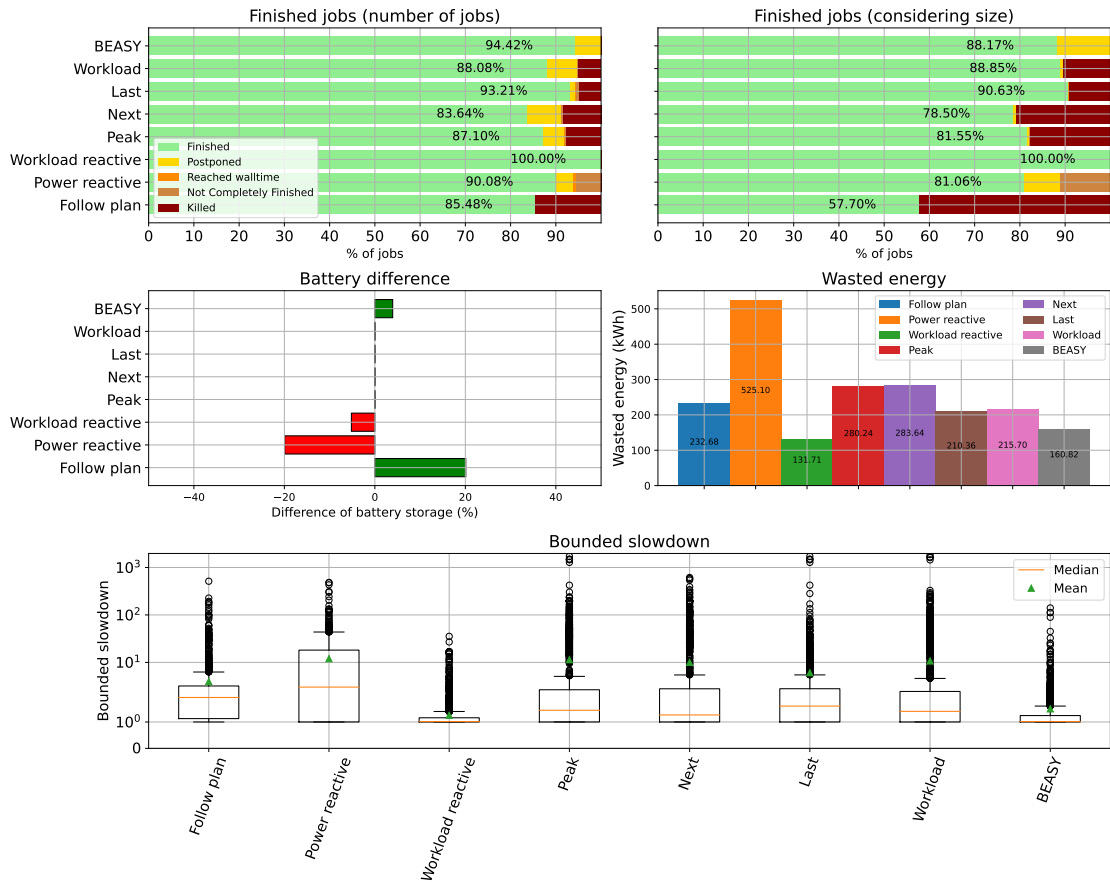 Finished jobs (number of jobs)
BEASY
Workload
Last
Next
Peak
Workload reactive
Power reactive
Follow plan
94.42%
88.08%
93.21%
83.64%
87.10%
100.00%
90.08%
85.48%
Finished
Postponed
Reached walltime
Not Completely Finished
Killed
0 10 20 30 40 50 60 70 80 90
% of jobs
Finished jobs (considering size)
88.17%
88.85%
90.63%
78.50%
81.55%
100.00%
81.06%
57.70%
0 10 20 30 40 50 60 70 80 90
% of jobs
Battery difference
BEASY
Workload
Last
Next
Peak
Workload reactive
Power reactive
Follow plan
−40 −20 0 20 40
Difference of battery storage (%)
Wasted energy
Wasted energy (kWh)
500
400
300
200
100
0
Follow plan
Power reactive
Workload reactive
Peak
Next
Last
Workload
BEASY
232.68
525.10
131.71
280.24
283.64
210.36
215.70
160.82
Bounded slowdown
Bounded slowdown
10³
10²
10¹
10⁰
0
Median
Mean
Follow plan
Power reactive
Workload reactive
Peak
Next
Last
Workload
BEASY